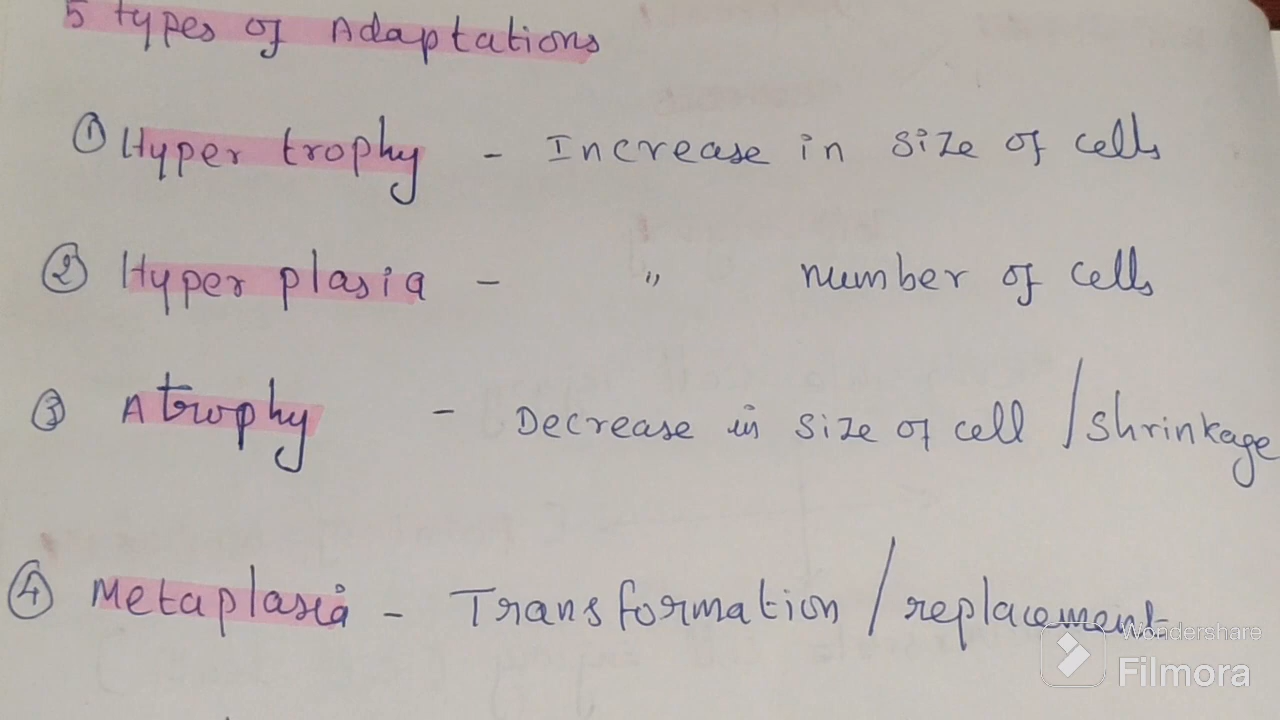 5 types of Adaptations
① Hyper trophy - Increase in size of cells
② Hyper plasia - " number of cells
③ Atrophy - Decrease in size of cell / shrinkage
④ Metaplasia - Transformation / replacement
Wondershare
Filmora